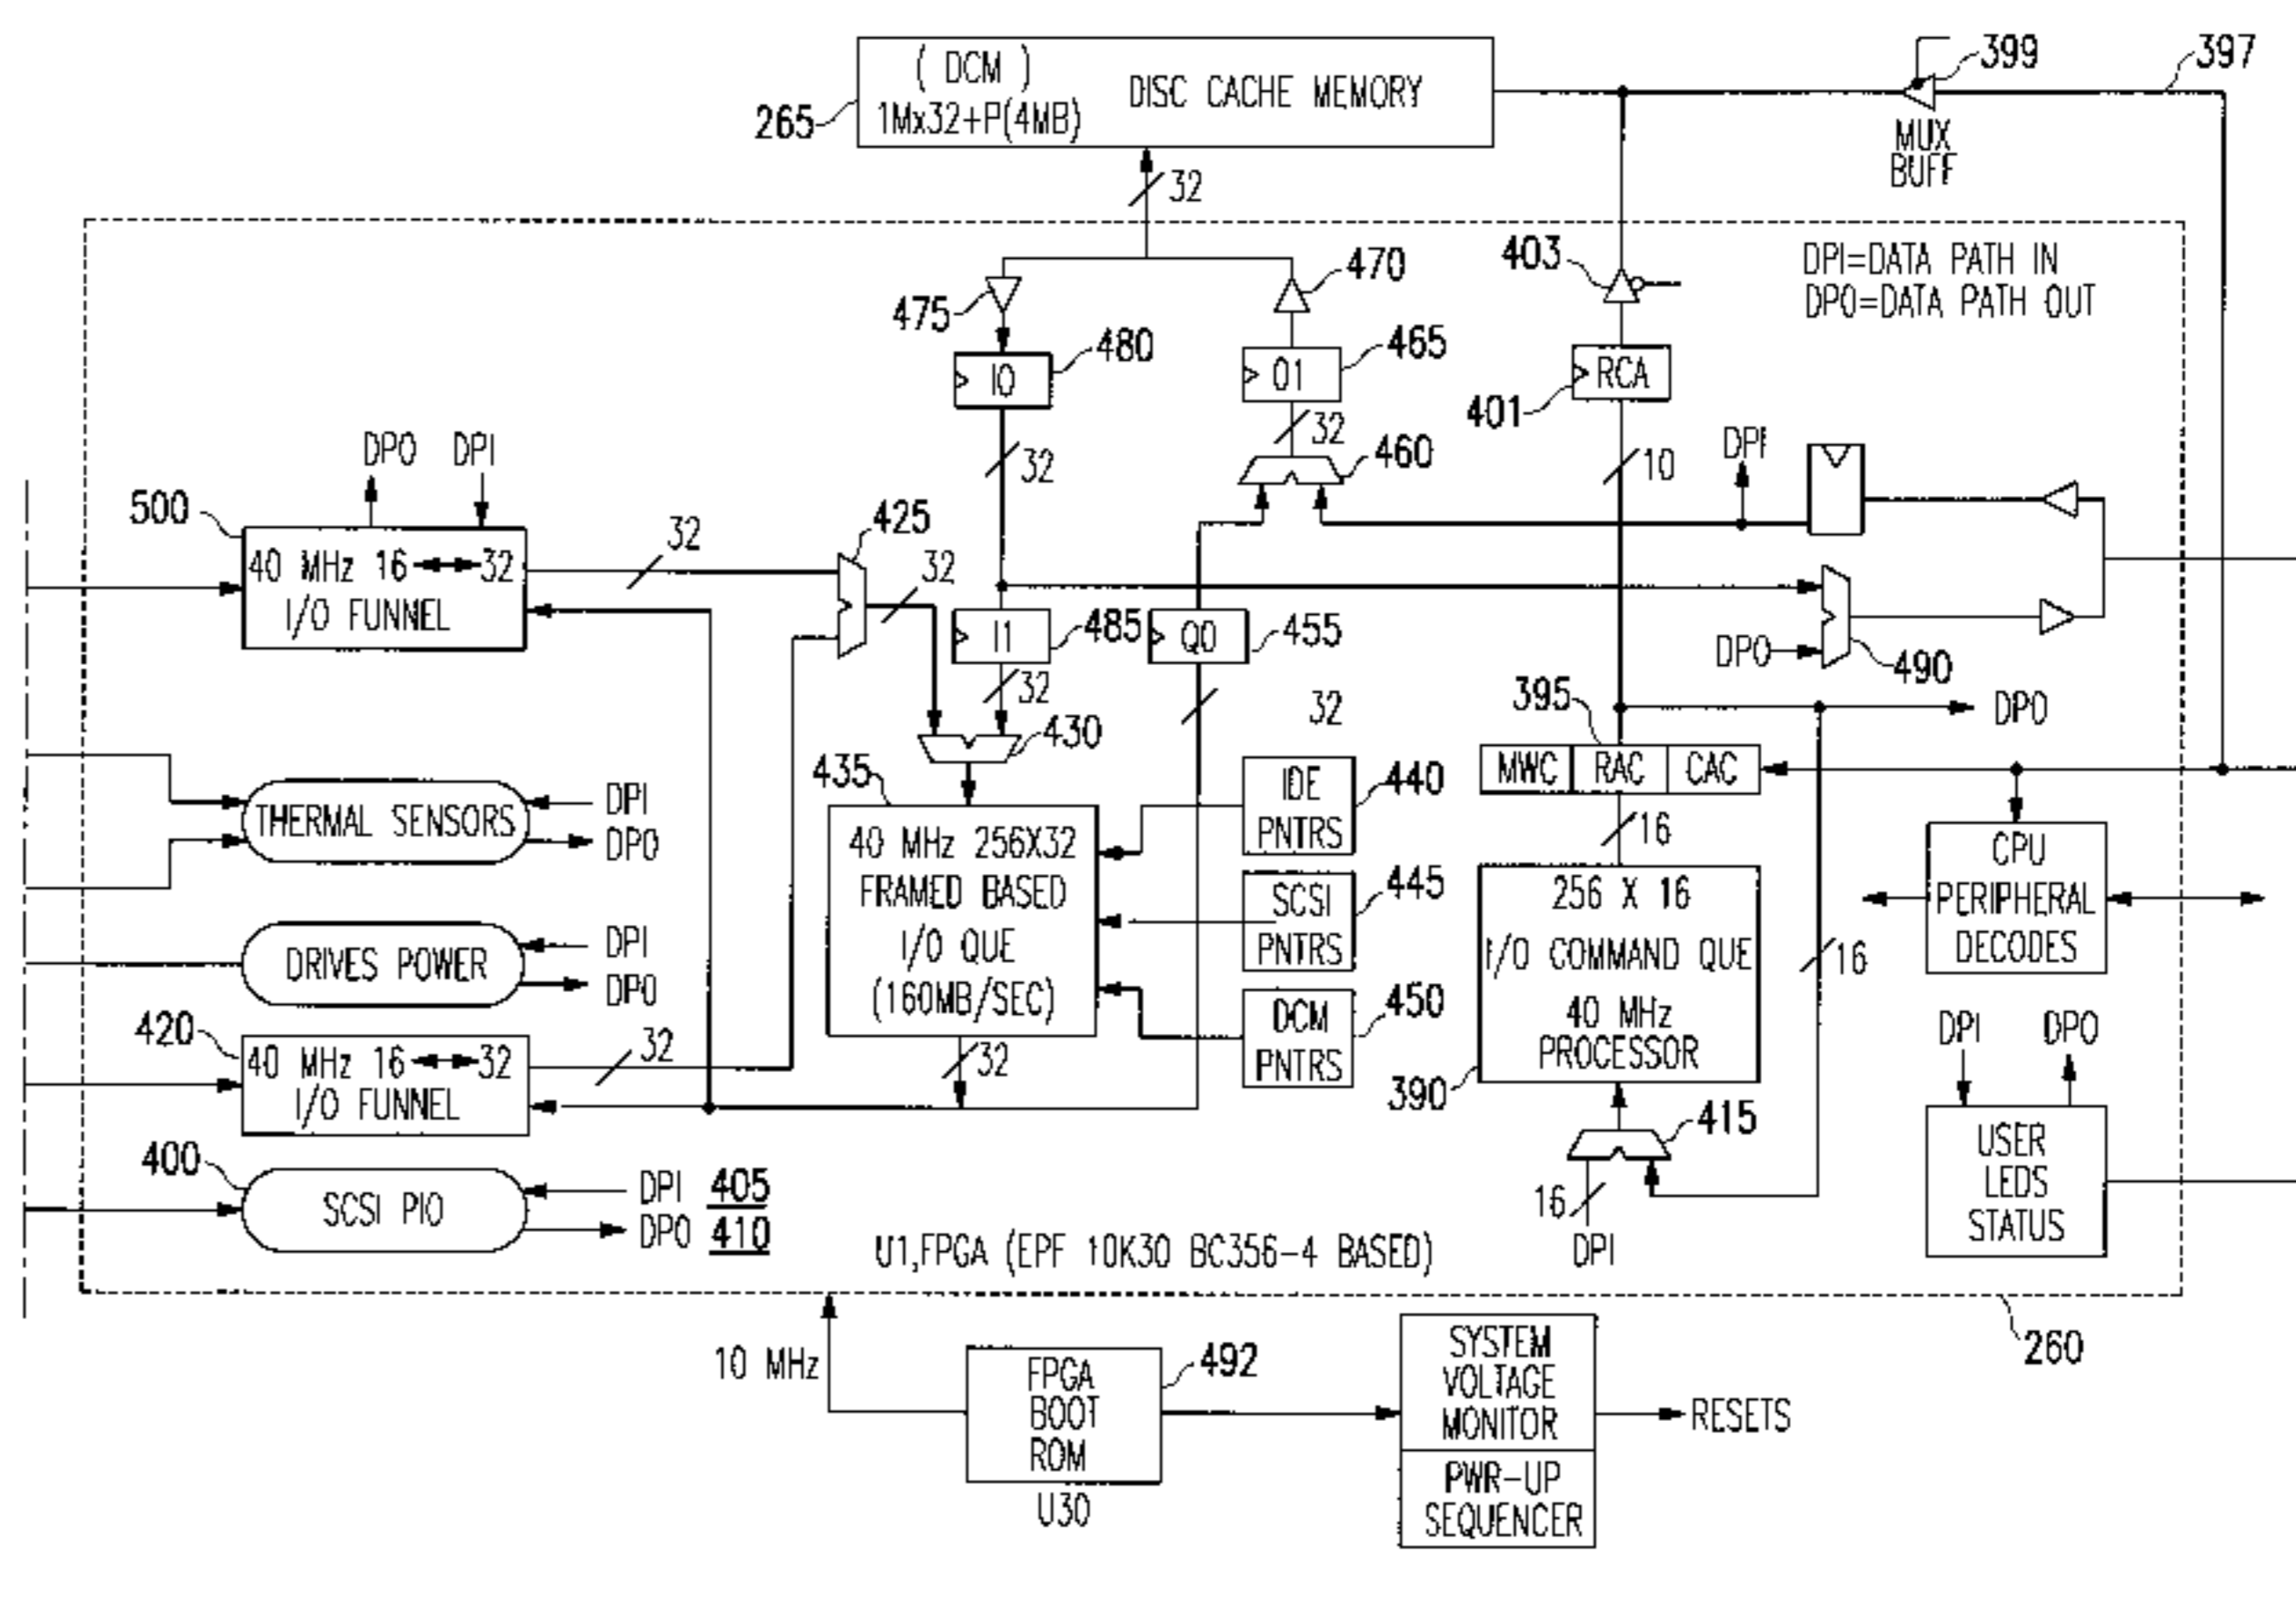 ( DCM )
1Mx32+P(4MB)
DISC CACHE MEMORY
265
399
397
MUX
BUFF
32
403
470
DPI=DATA PATH IN
DPO=DATA PATH OUT
475
480
IO
465
O1
401
RCA
32
32
460
10
DPI
DPO
DPI
500
40 MHz 16 32
I/O FUNNEL
32
425
32
I1
485
Q0
455
DPO
490
32
32
430
395
DPO
MWC
RAC
CAC
THERMAL SENSORS
DPI
DPO
435
40 MHz 256X32
FRAMED BASED
I/O QUE
(160MB/SEC)
IDE
PNTRS
440
SCSI
PNTRS
445
DCM
PNTRS
450
16
256 X 16
I/O COMMAND QUE
40 MHz
PROCESSOR
390
16
CPU
PERIPHERAL
DECODES
DRIVES POWER
DPI
DPO
420
40 MHz 16 32
I/O FUNNEL
32
32
DPI
DPO
415
USER
LEDS
STATUS
400
SCSI PIO
DPI 405
DPO 410
16
DPI
U1,FPGA (EPF 10K30 BC356-4 BASED)
260
10 MHz
FPGA
BOOT
ROM
492
U30
SYSTEM
VOLTAGE
MONITOR
RESETS
PWR-UP
SEQUENCER